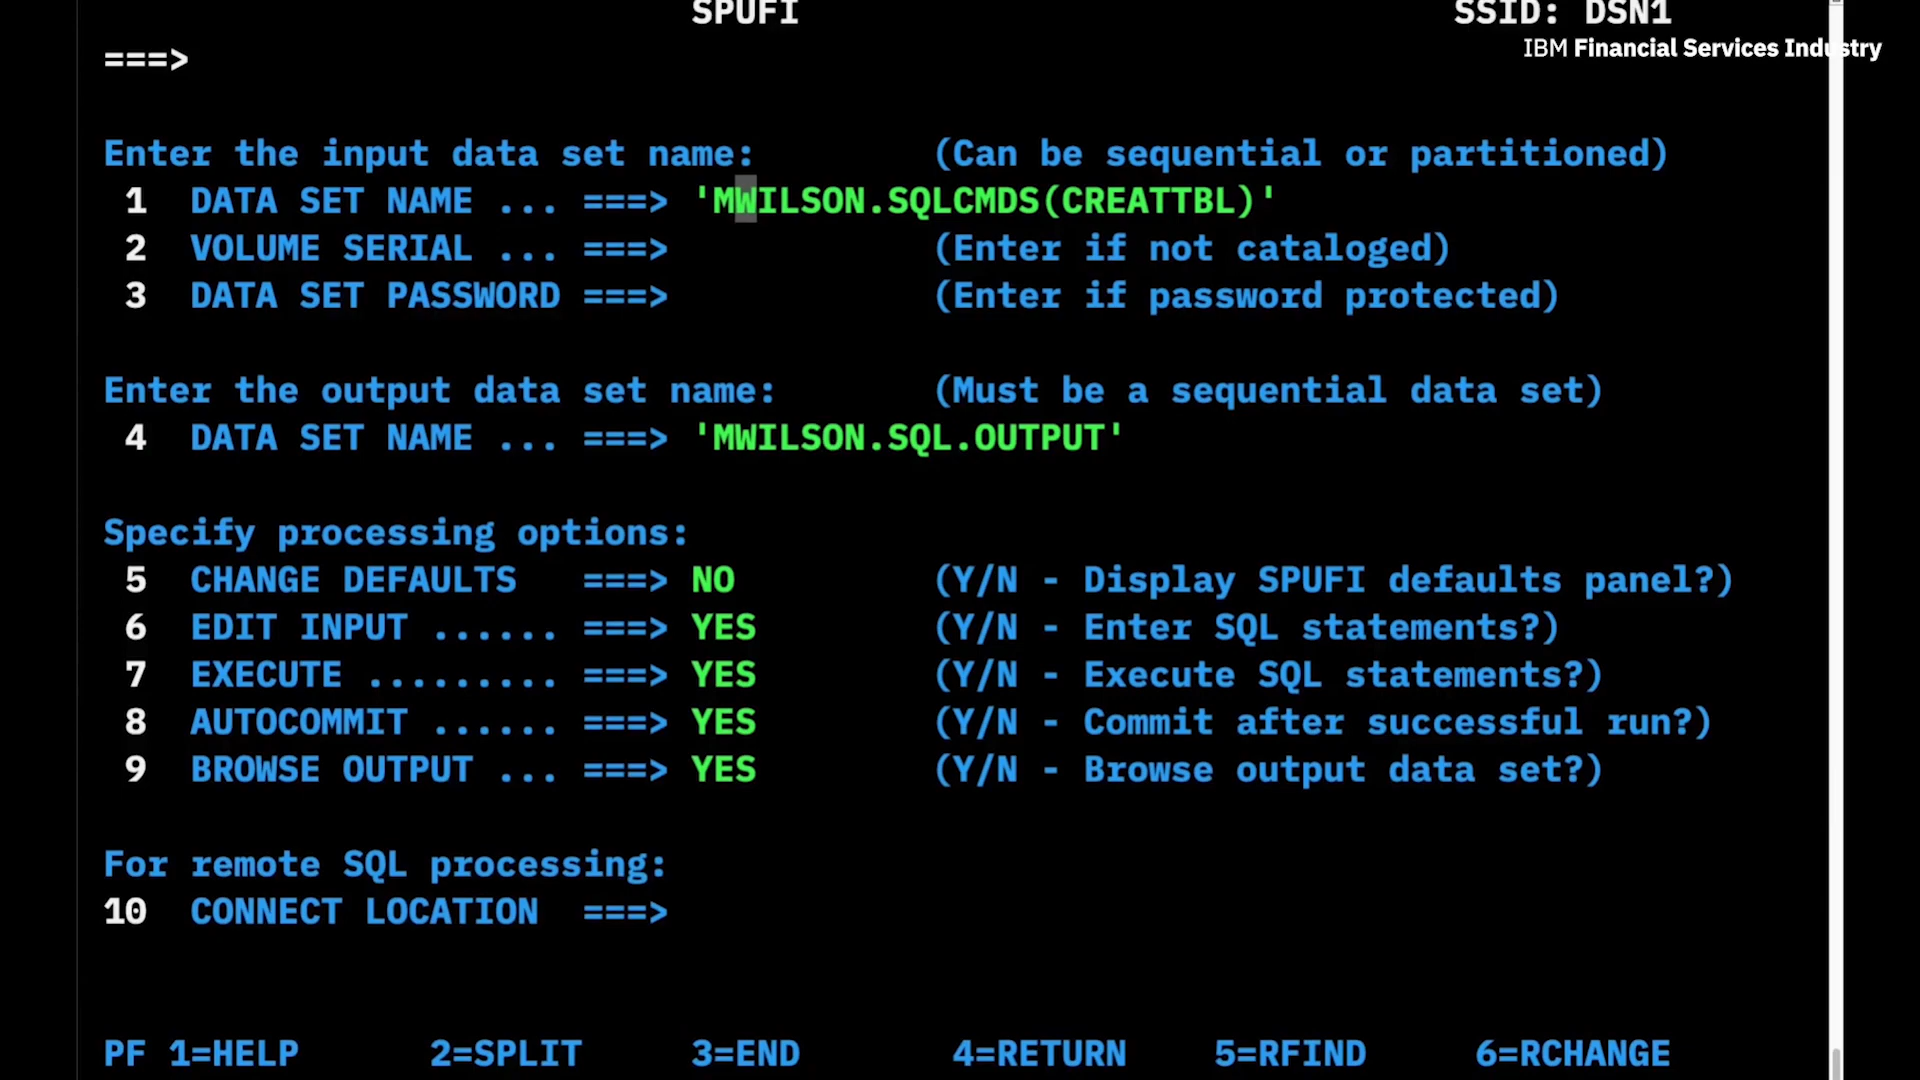 SPUFI SSID: DSN1
===> IBM Financial Services Industry
Enter the input data set name: (Can be sequential or partitioned)
1 DATA SET NAME ... ===> 'MWILSON.SQLCMDS(CREATTBL)'
2 VOLUME SERIAL ... ===> (Enter if not cataloged)
3 DATA SET PASSWORD ===> (Enter if password protected)
Enter the output data set name: (Must be a sequential data set)
4 DATA SET NAME ... ===> 'MWILSON.SQL.OUTPUT'
Specify processing options:
5 CHANGE DEFAULTS ===> NO (Y/N - Display SPUFI defaults panel?)
6 EDIT INPUT ...... ===> YES (Y/N - Enter SQL statements?)
7 EXECUTE ......... ===> YES (Y/N - Execute SQL statements?)
8 AUTOCOMMIT ...... ===> YES (Y/N - Commit after successful run?)
9 BROWSE OUTPUT ... ===> YES (Y/N - Browse output data set?)
For remote SQL processing:
10 CONNECT LOCATION ===>
PF 1=HELP 2=SPLIT 3=END 4=RETURN 5=RFIND 6=RCHANGE